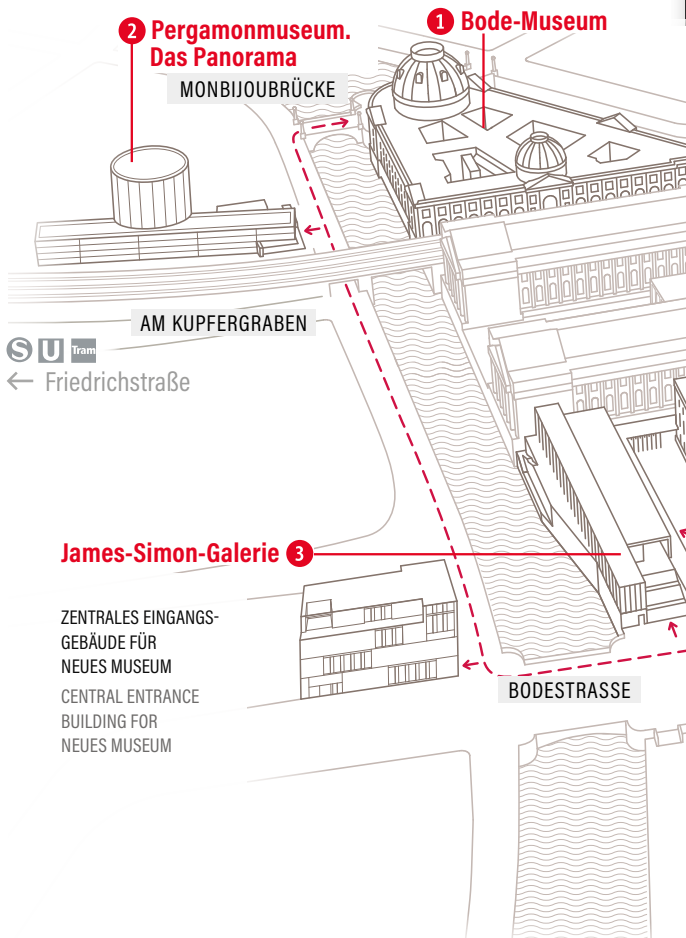 2 Pergamonmuseum.
Das Panorama
1 Bode-Museum
MONBIJOUBRÜCKE
AM KUPFERGRABEN
S U Tram
← Friedrichstraße
James-Simon-Galerie 3
ZENTRALES EINGANGS-
GEBÄUDE FÜR
NEUES MUSEUM
CENTRAL ENTRANCE
BUILDING FOR
NEUES MUSEUM
BODESTRASSE